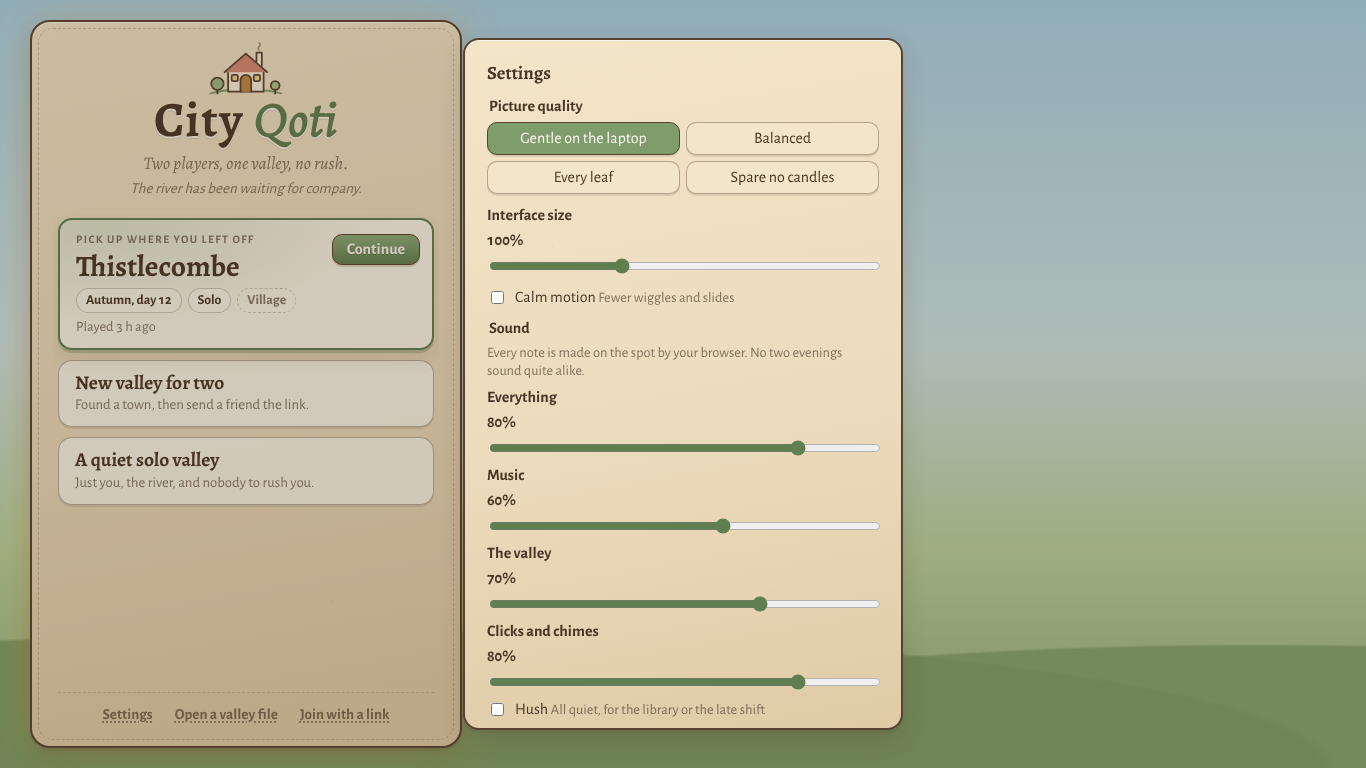 City Qoti
Two players, one valley, no rush.
The river has been waiting for company.
PICK UP WHERE YOU LEFT OFF
Continue
Thistlecombe
Autumn, day 12
Solo
Village
Played 3 h ago
New valley for two
Found a town, then send a friend the link.
A quiet solo valley
Just you, the river, and nobody to rush you.
Settings
Open a valley file
Join with a link
Settings
Picture quality
Gentle on the laptop
Balanced
Every leaf
Spare no candles
Interface size
100%
Calm motion Fewer wiggles and slides
Sound
Every note is made on the spot by your browser. No two evenings
sound quite alike.
Everything
80%
Music
60%
The valley
70%
Clicks and chimes
80%
Hush All quiet, for the library or the late shift